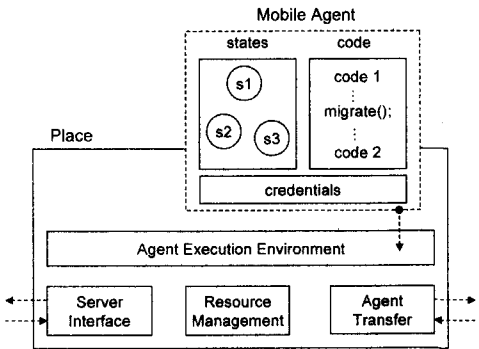 Mobile Agent
states
code
s1
s2
s3
code 1
migrate();
code 2
credentials
Place
Agent Execution Environment
Server
Interface
Resource
Management
Agent
Transfer